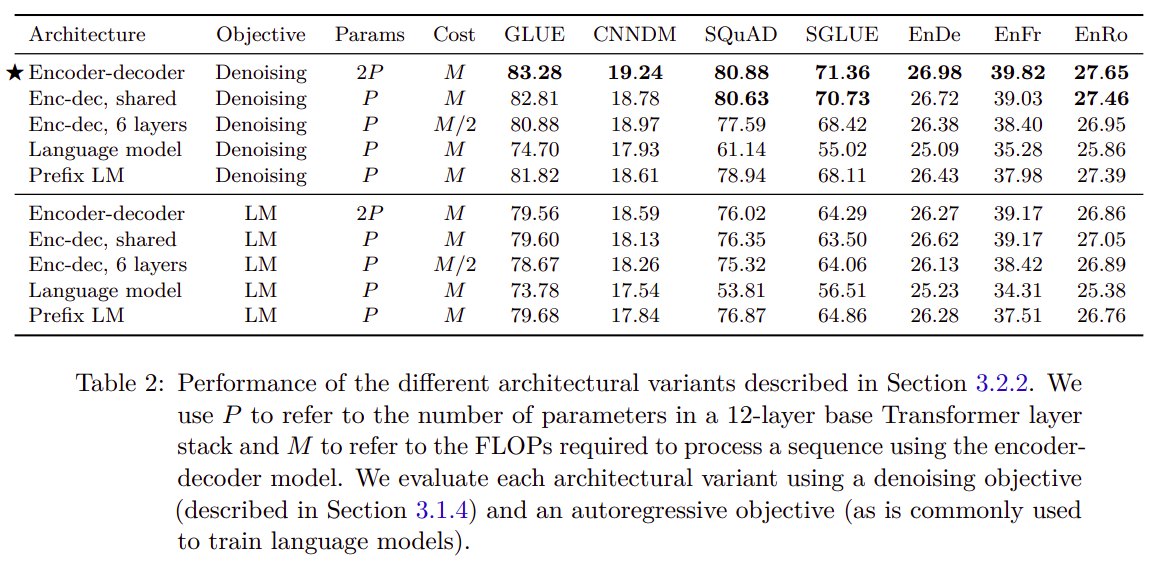 Architecture Objective Params Cost GLUE CNNDM SQuAD SGLUE EnDe EnFr EnRo
★ Encoder-decoder Denoising 2P M 83.28 19.24 80.88 71.36 26.98 39.82 27.65
Enc-dec, shared Denoising P M 82.81 18.78 80.63 70.73 26.72 39.03 27.46
Enc-dec, 6 layers Denoising P M/2 80.88 18.97 77.59 68.42 26.38 38.40 26.95
Language model Denoising P M 74.70 17.93 61.14 55.02 25.09 35.28 25.86
Prefix LM Denoising P M 81.82 18.61 78.94 68.11 26.43 37.98 27.39
Encoder-decoder LM 2P M 79.56 18.59 76.02 64.29 26.27 39.17 26.86
Enc-dec, shared LM P M 79.60 18.13 76.35 63.50 26.62 39.17 27.05
Enc-dec, 6 layers LM P M/2 78.67 18.26 75.32 64.06 26.13 38.42 26.89
Language model LM P M 73.78 17.54 53.81 56.51 25.23 34.31 25.38
Prefix LM LM P M 79.68 17.84 76.87 64.86 26.28 37.51 26.76
Table 2: Performance of the different architectural variants described in Section 3.2.2. We
use P to refer to the number of parameters in a 12-layer base Transformer layer
stack and M to refer to the FLOPs required to process a sequence using the encoder-
decoder model. We evaluate each architectural variant using a denoising objective
(described in Section 3.1.4) and an autoregressive objective (as is commonly used
to train language models).